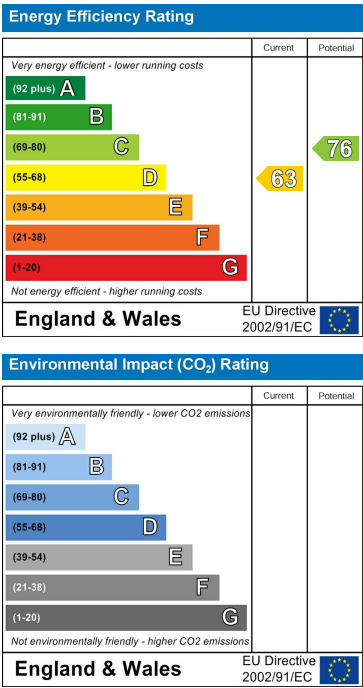 Energy Efficiency Rating
Current Potential
Very energy efficient - lower running costs
(92 plus) A
(81-91) B
(69-80) C
76
(55-68) D
63
(39-54) E
(21-38) F
(1-20) G
Not energy efficient - higher running costs
England & Wales
EU Directive
2002/91/EC
Environmental Impact (CO₂) Rating
Current Potential
Very environmentally friendly - lower CO2 emissions
(92 plus) A
(81-91) B
(69-80) C
(55-68) D
(39-54) E
(21-38) F
(1-20) G
Not environmentally friendly - higher CO2 emissions
England & Wales
EU Directive
2002/91/EC